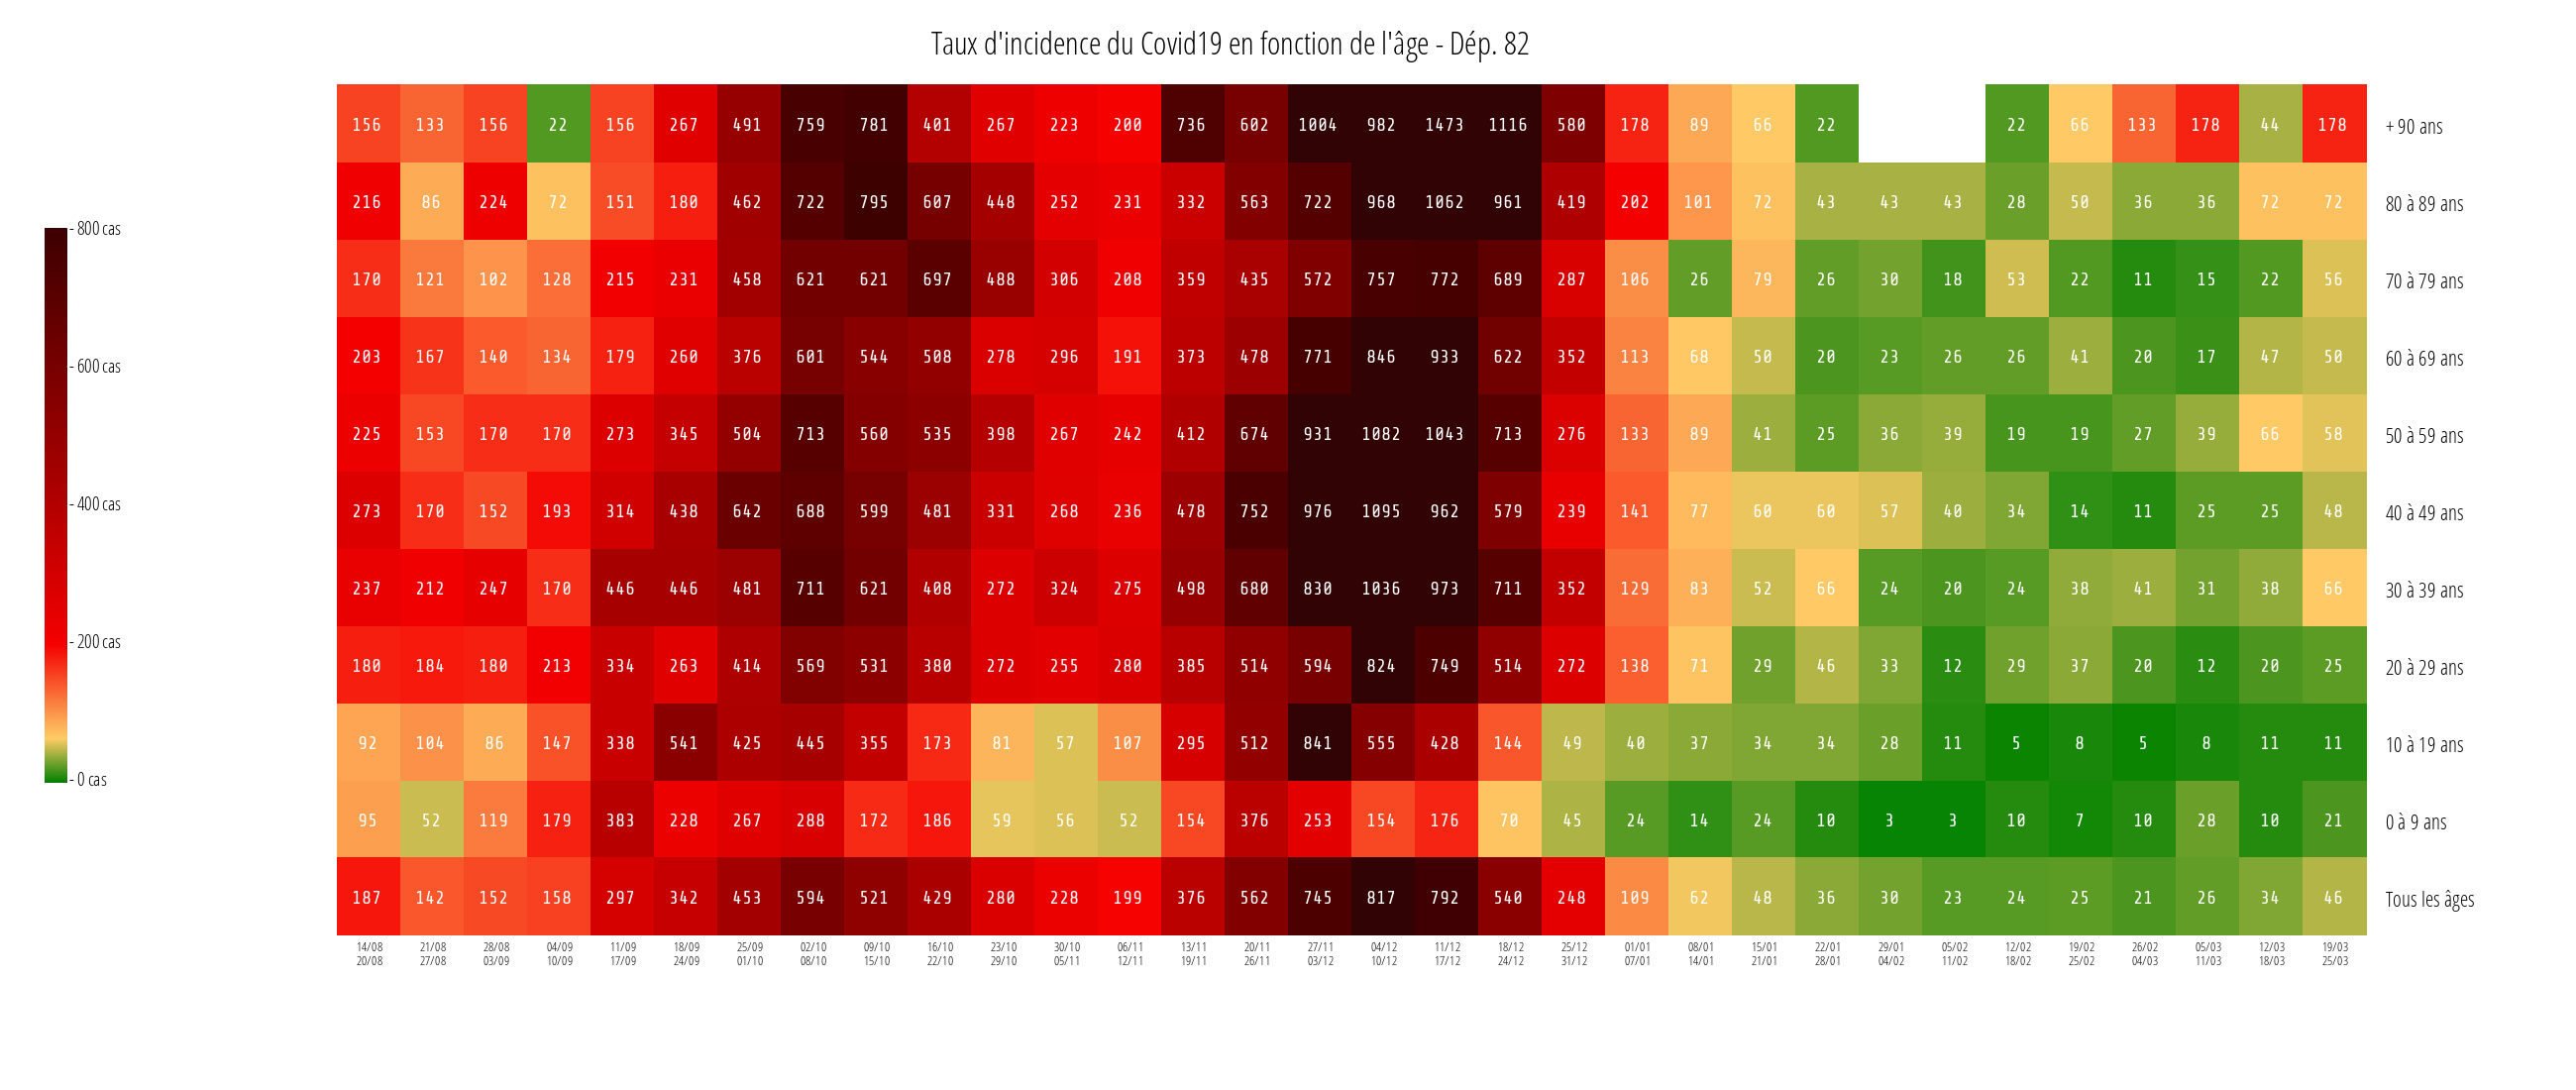 Taux d'incidence du Covid19 en fonction de l'âge - Dép. 82
- 800 cas
- 600 cas
- 400 cas
- 200 cas
- 0 cas
156 133 156 22 156 267 491 759 781 401 267 223 200 736 602 1004 982 1473 1116 580 178 89 66 22 22 66 133 178 44 178 + 90 ans
216 86 224 72 151 180 462 722 795 607 448 252 231 332 563 722 968 1062 961 419 202 101 72 43 43 43 28 50 36 36 72 72 80 à 89 ans
170 121 102 128 215 231 458 621 621 697 488 306 208 359 435 572 757 772 689 287 106 26 79 26 30 18 53 22 11 15 22 56 70 à 79 ans
203 167 140 134 179 260 376 601 544 508 278 296 191 373 478 771 846 933 622 352 113 68 50 20 23 26 26 41 20 17 47 50 60 à 69 ans
225 153 170 170 273 345 504 713 560 535 398 267 242 412 674 931 1082 1043 713 276 133 89 41 25 36 39 19 19 27 39 66 58 50 à 59 ans
273 170 152 193 314 438 642 688 599 481 331 268 236 478 752 976 1095 962 579 239 141 77 60 60 57 40 34 14 11 25 25 48 40 à 49 ans
237 212 247 170 446 446 481 711 621 408 272 324 275 498 680 830 1036 973 711 352 129 83 52 66 24 20 24 38 41 31 38 66 30 à 39 ans
180 184 180 213 334 263 414 569 531 380 272 255 280 385 514 594 824 749 514 272 138 71 29 46 33 12 29 37 20 12 20 25 20 à 29 ans
92 104 86 147 338 541 425 445 355 173 81 57 107 295 512 841 555 428 144 49 40 37 34 34 28 11 5 8 5 8 11 11 10 à 19 ans
95 52 119 179 383 228 267 288 172 186 59 56 52 154 376 253 154 176 70 45 24 14 24 10 3 3 10 7 10 28 10 21 0 à 9 ans
187 142 152 158 297 342 453 594 521 429 280 228 199 376 562 745 817 792 540 248 109 62 48 36 30 23 24 25 21 26 34 46 Tous les âges
14/08 21/08 28/08 04/09 11/09 18/09 25/09 02/10 09/10 16/10 23/10 30/10 06/11 13/11 20/11 27/11 04/12 11/12 18/12 25/12 01/01 08/01 15/01 22/01 29/01 05/02 12/02 19/02 26/02 05/03 12/03 19/03
20/08 27/08 03/09 10/09 17/09 24/09 01/10 08/10 15/10 22/10 29/10 05/11 12/11 19/11 26/11 03/12 10/12 17/12 24/12 31/12 07/01 14/01 21/01 28/01 04/02 11/02 18/02 25/02 04/03 11/03 18/03 25/03